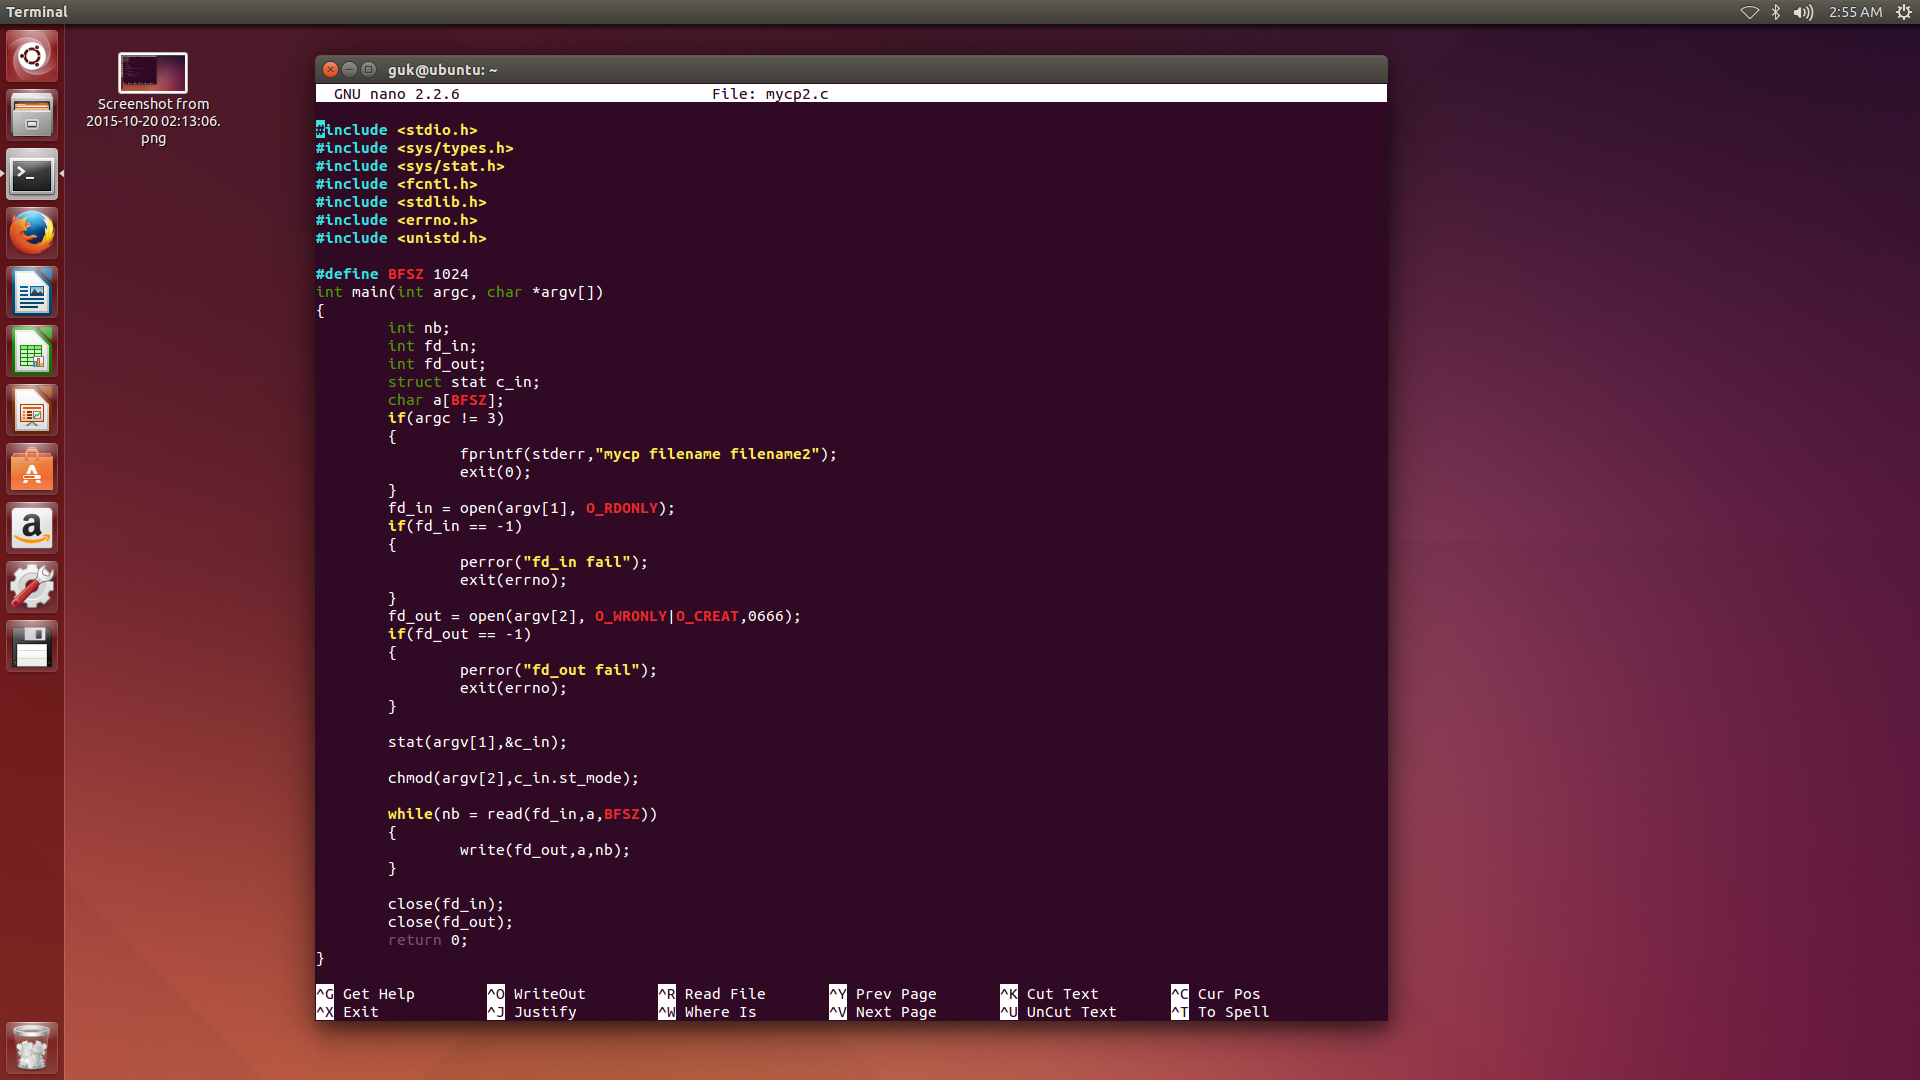 Terminal
2:55 AM
Screenshot from
2015-10-20 02:13:06.
png
guk@ubuntu: ~
GNU nano 2.2.6 File: mycp2.c
#include <stdio.h>
#include <sys/types.h>
#include <sys/stat.h>
#include <fcntl.h>
#include <stdlib.h>
#include <errno.h>
#include <unistd.h>
#define BFSZ 1024
int main(int argc, char *argv[])
{
int nb;
int fd_in;
int fd_out;
struct stat c_in;
char a[BFSZ];
if(argc != 3)
{
fprintf(stderr,"mycp filename filename2");
exit(0);
}
fd_in = open(argv[1], O_RDONLY);
if(fd_in == -1)
{
perror("fd_in fail");
exit(errno);
}
fd_out = open(argv[2], O_WRONLY|O_CREAT,0666);
if(fd_out == -1)
{
perror("fd_out fail");
exit(errno);
}
stat(argv[1],&c_in);
chmod(argv[2],c_in.st_mode);
while(nb = read(fd_in,a,BFSZ))
{
write(fd_out,a,nb);
}
close(fd_in);
close(fd_out);
return 0;
}
^G Get Help ^O WriteOut ^R Read File ^Y Prev Page ^K Cut Text ^C Cur Pos
^X Exit ^J Justify ^W Where Is ^V Next Page ^U UnCut Text ^T To Spell